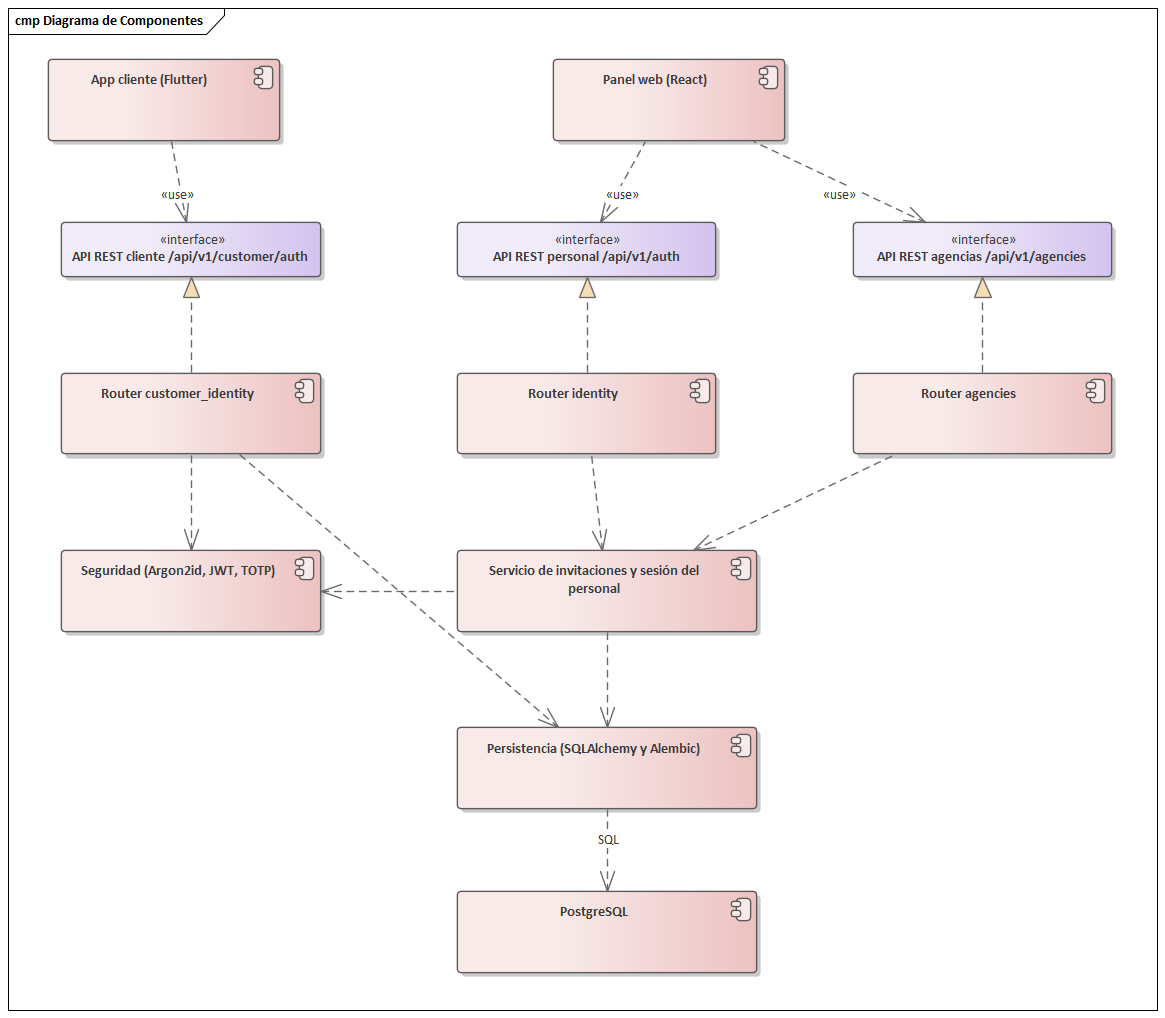 cmp Diagrama de Componentes
App cliente (Flutter)
Panel web (React)
«use»
«use»
«use»
«interface»
API REST cliente /api/v1/customer/auth
«interface»
API REST personal /api/v1/auth
«interface»
API REST agencias /api/v1/agencies
Router customer_identity
Router identity
Router agencies
Seguridad (Argon2id, JWT, TOTP)
Servicio de invitaciones y sesión del
personal
Persistencia (SQLAlchemy y Alembic)
SQL
PostgreSQL